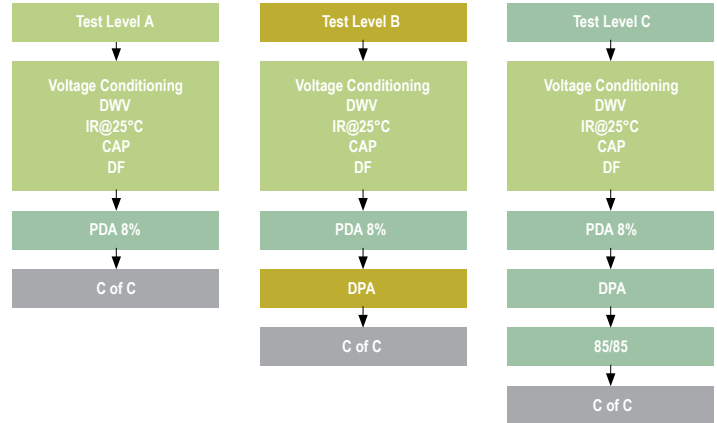 Test Level A
Voltage Conditioning
DWV
IR@25°C
CAP
DF
PDA 8%
C of C
Test Level B
Voltage Conditioning
DWV
IR@25°C
CAP
DF
PDA 8%
DPA
C of C
Test Level C
Voltage Conditioning
DWV
IR@25°C
CAP
DF
PDA 8%
DPA
85/85
C of C